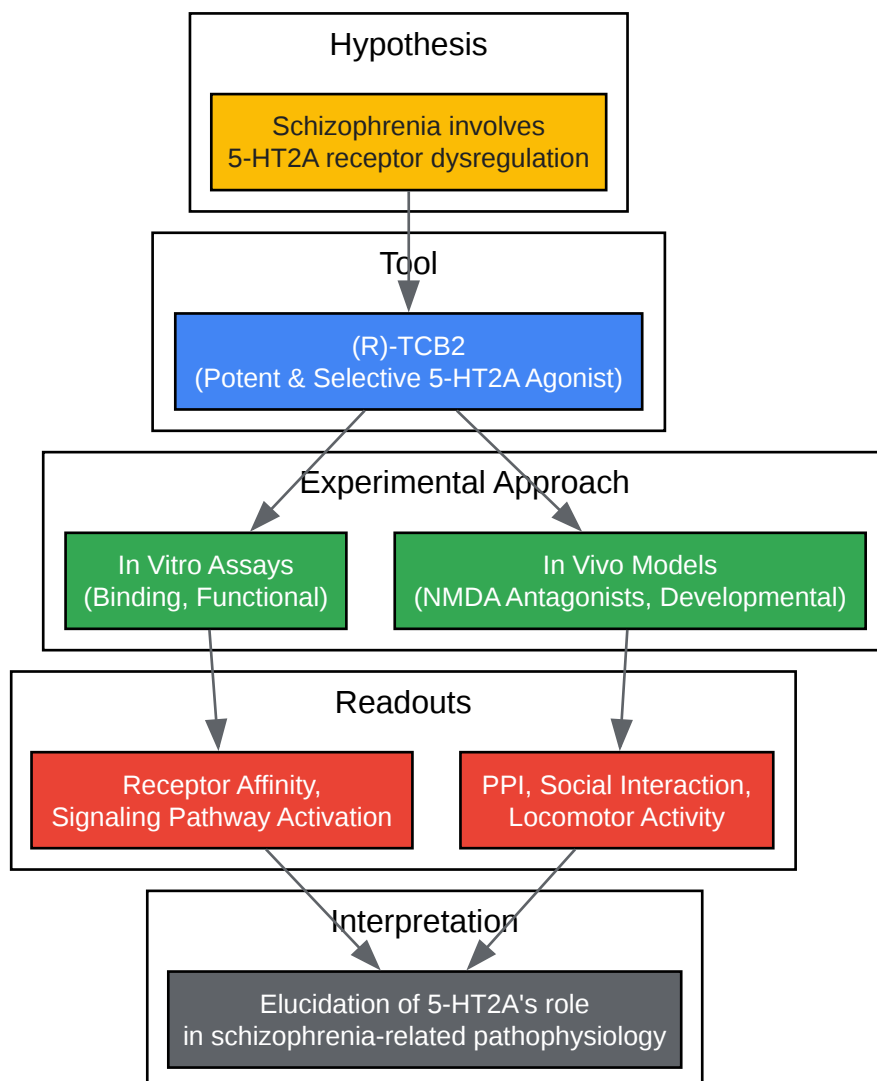 Hypothesis
Schizophrenia involves
5-HT2A receptor dysregulation
Tool
(R)-TCB2
(Potent & Selective 5-HT2A Agonist)
Experimental Approach
In Vitro Assays
(Binding, Functional)
In Vivo Models
(NMDA Antagonists, Developmental)
Readouts
Receptor Affinity,
Signaling Pathway Activation
PPI, Social Interaction,
Locomotor Activity
Interpretation
Elucidation of 5-HT2A's role
in schizophrenia-related pathophysiology